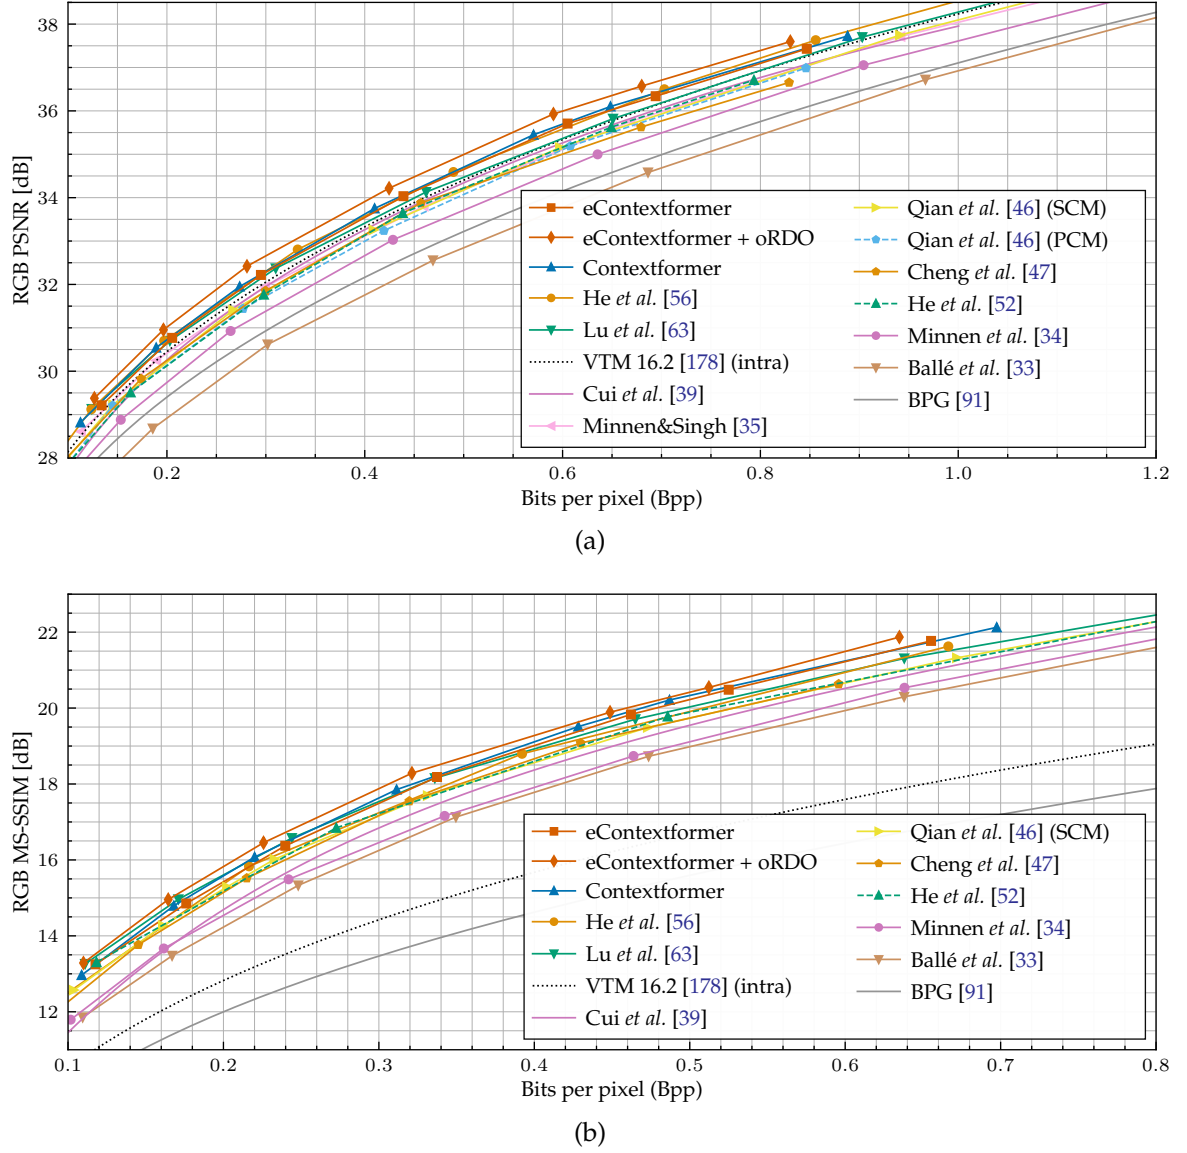 38
36
34
32
30
28
RGB PSNR [dB]
eContextformer
eContextformer + oRDO
Contextformer
He et al. [56]
Lu et al. [63]
VTM 16.2 [178] (intra)
Cui et al. [39]
Minnen&Singh [35]
Qian et al. [46] (SCM)
Qian et al. [46] (PCM)
Cheng et al. [47]
He et al. [52]
Minnen et al. [34]
Ballé et al. [33]
BPG [91]
0.2 0.4 0.6 0.8 1.0 1.2
Bits per pixel (Bpp)
(a)
22
20
18
16
14
12
RGB MS-SSIM [dB]
eContextformer
eContextformer + oRDO
Contextformer
He et al. [56]
Lu et al. [63]
VTM 16.2 [178] (intra)
Cui et al. [39]
Qian et al. [46] (SCM)
Cheng et al. [47]
He et al. [52]
Minnen et al. [34]
Ballé et al. [33]
BPG [91]
0.1 0.2 0.3 0.4 0.5 0.6 0.7 0.8
Bits per pixel (Bpp)
(b)